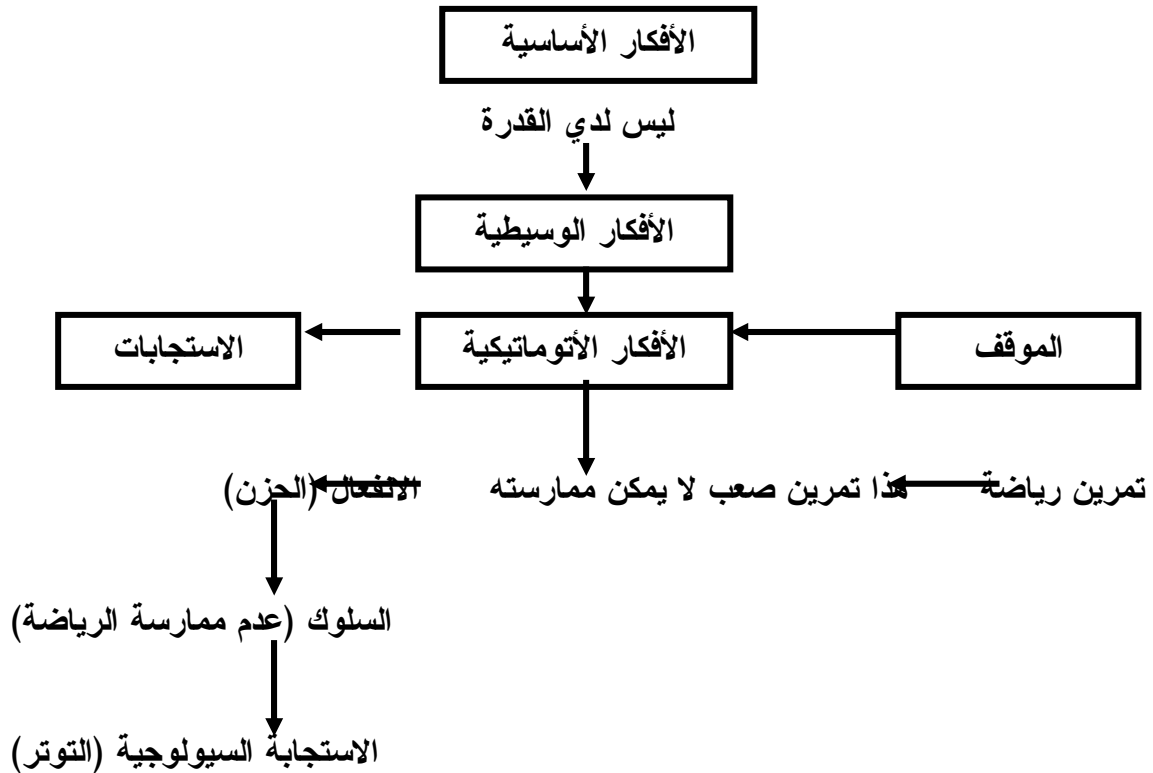 الأفكار الأساسية
ليس لدي القدرة
الأفكار الوسيطية
الموقف الأفكار الأتوماتيكية الاستجابات
تمرين رياضة هذا تمرين صعب لا يمكن ممارسته الانفعال (الحزن)
السلوك (عدم ممارسة الرياضة)
الاستجابة السيولوجية (التوتر)